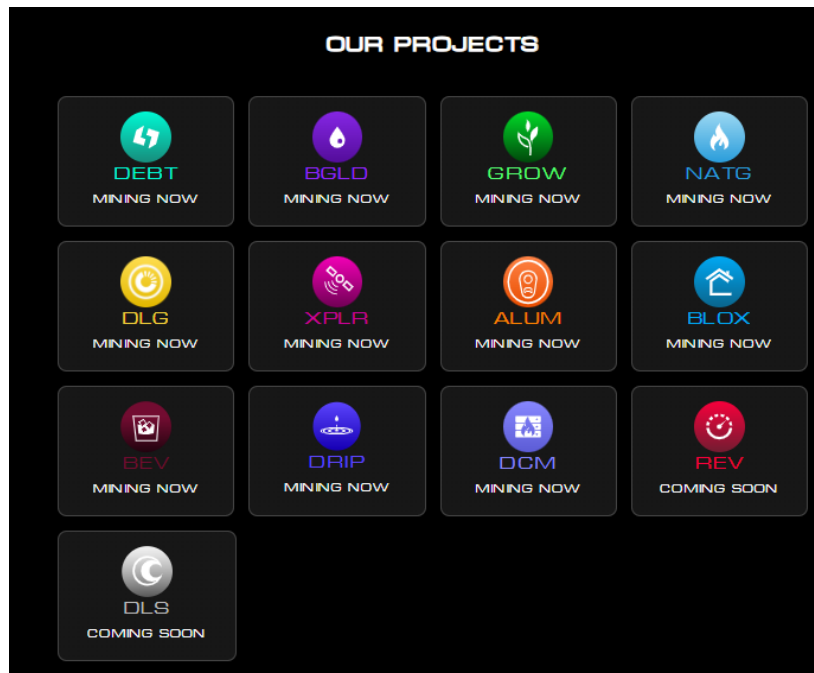 OUR PROJECTS
DEBT BGLD GROW NATG
MINING NOW MINING NOW MINING NOW MINING NOW
DLG XPLR ALUM BLOX
MINING NOW MINING NOW MINING NOW MINING NOW
BEV DRIP DCM REV
MINING NOW MINING NOW MINING NOW COMING SOON
DLS
COMING SOON